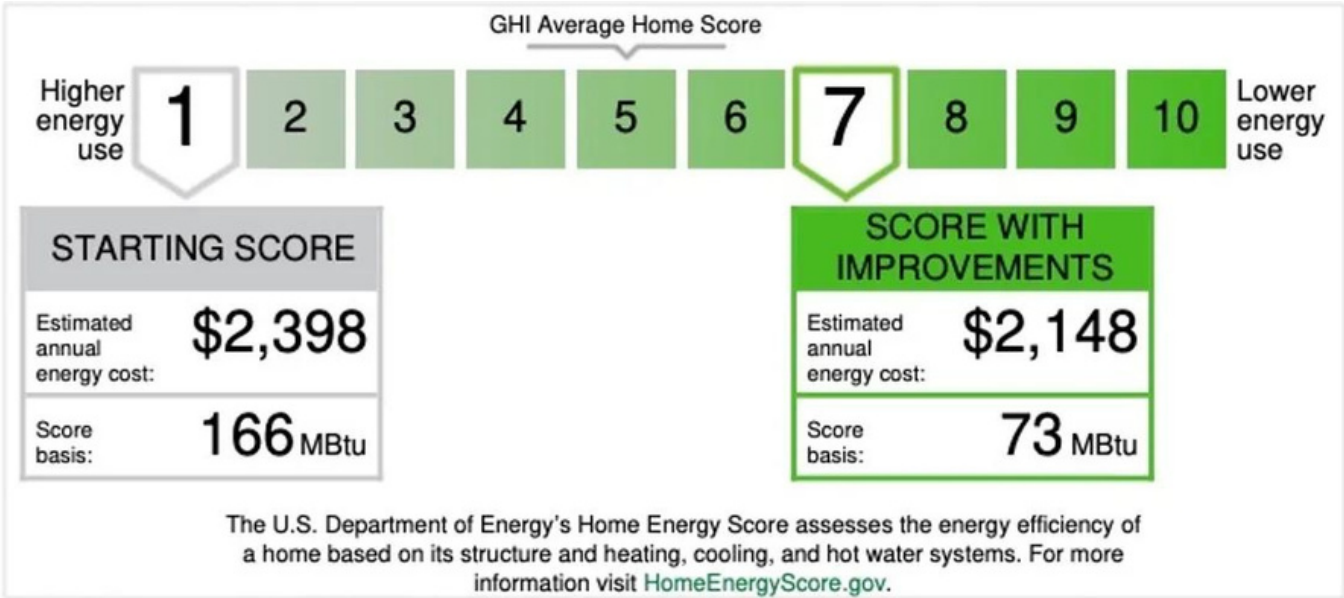 GHI Average Home Score
Higher
energy
use
1 2 3 4 5 6 7 8 9 10
Lower
energy
use
STARTING SCORE
Estimated
annual
energy cost:
$2,398
Score
basis:
166 MBtu
SCORE WITH
IMPROVEMENTS
Estimated
annual
energy cost:
$2,148
Score
basis:
73 MBtu
The U.S. Department of Energy's Home Energy Score assesses the energy efficiency of
a home based on its structure and heating, cooling, and hot water systems. For more
information visit HomeEnergyScore.gov.